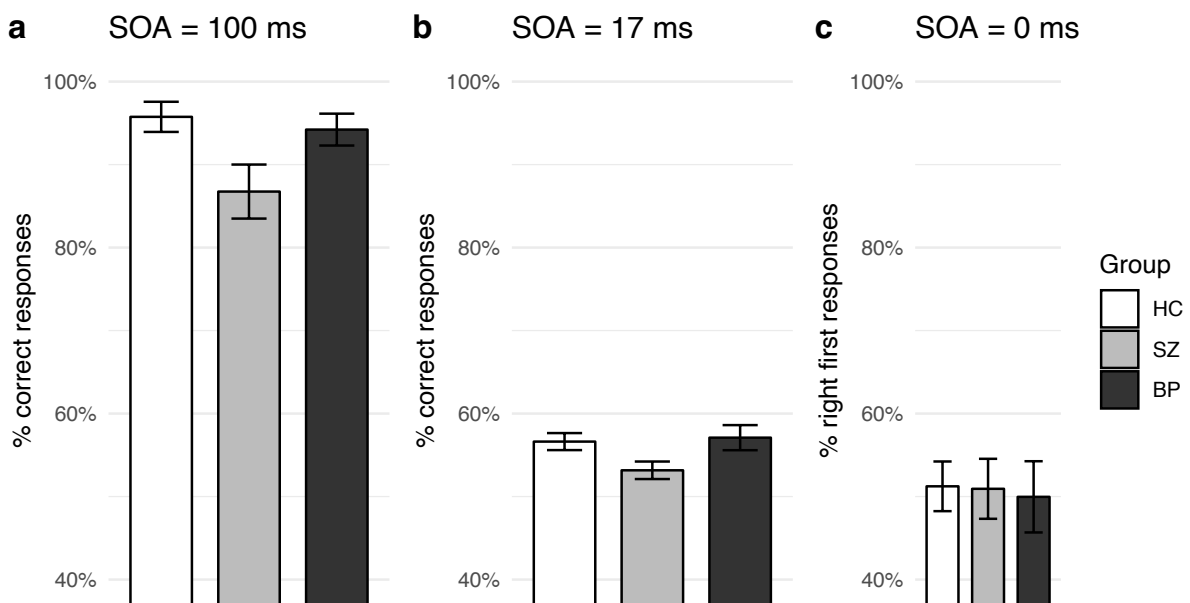 a SOA = 100 ms
% correct responses
100%
80%
60%
40%
b SOA = 17 ms
% correct responses
100%
80%
60%
40%
c SOA = 0 ms
% right first responses
100%
80%
60%
40%
Group
HC
SZ
BP